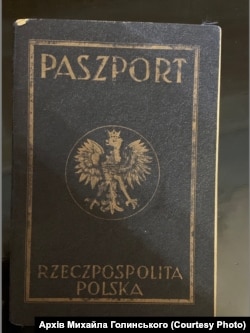 PASZPORT
RZECZPOSPOLITA
POLSKA
Архів Михайла Голинського (Courtesy Photo)